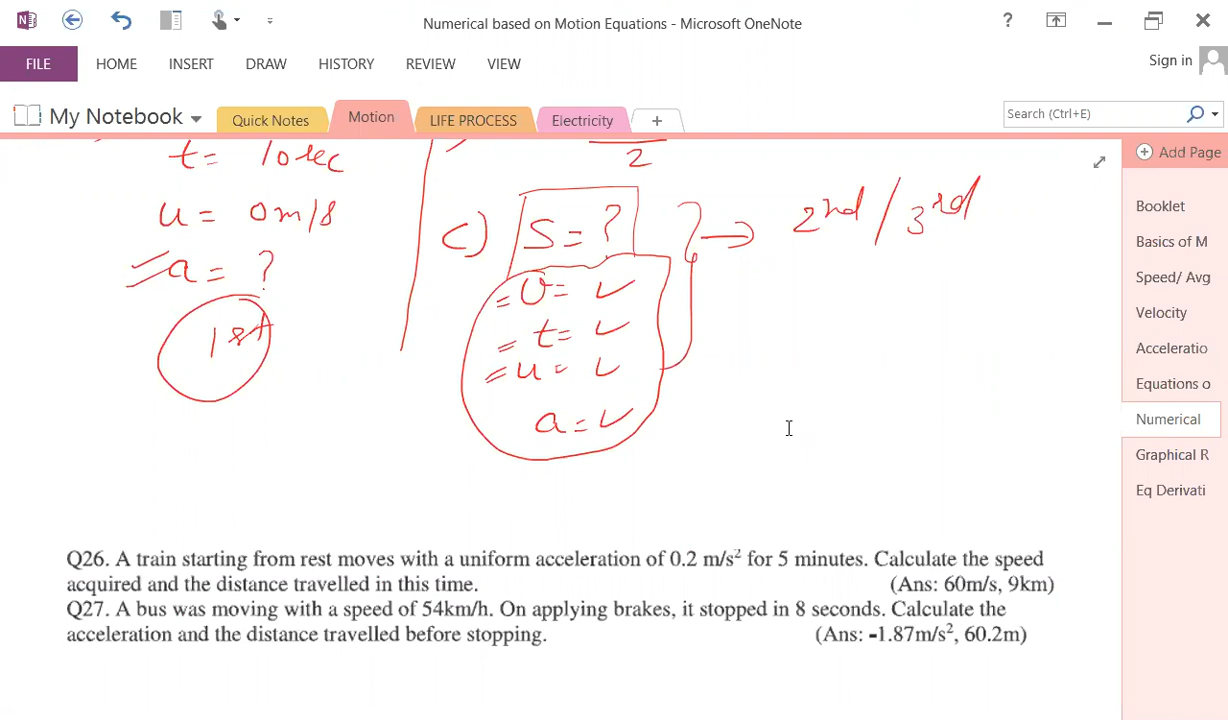 Numerical based on Motion Equations - Microsoft OneNote
?
FILE HOME INSERT DRAW HISTORY REVIEW VIEW
Sign in
My Notebook
Quick Notes Motion LIFE PROCESS Electricity +
Search (Ctrl+E)
Add Page
Booklet
Basics of M
Speed/ Avg
Velocity
Acceleratio
Equations o
Numerical
Graphical R
Eq Derivati
t= 10 sec
u = 0 m/s
a = ?
1st
2
c) S = ? } → 2nd / 3rd
v = ✓
t = ✓
u = ✓
a = ✓
Q26. A train starting from rest moves with a uniform acceleration of 0.2 m/s² for 5 minutes. Calculate the speed
acquired and the distance travelled in this time. (Ans: 60m/s, 9km)
Q27. A bus was moving with a speed of 54km/h. On applying brakes, it stopped in 8 seconds. Calculate the
acceleration and the distance travelled before stopping. (Ans: -1.87m/s², 60.2m)